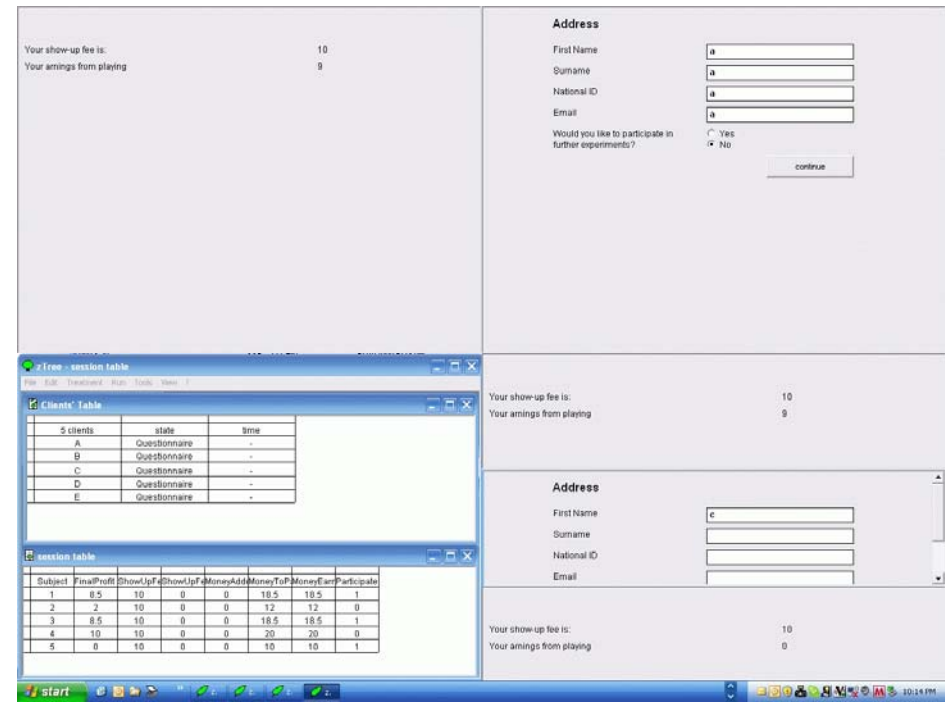 Your show-up fee is: 10
Your arnings from playing 9
Address
First Name a
Surname a
National ID a
Email a
Would you like to participate in
further experiments?
Yes
No
continue
zTree - session table
File Edit Treatment Run Tools View ?
Clients' Table
5 clients state time
A Questionnaire -
B Questionnaire -
C Questionnaire -
D Questionnaire -
E Questionnaire -
session table
Subject FinalProfit ShowUpFe ShowUpFe MoneyAdde MoneyToP MoneyEarn Participate
1 8.5 10 0 0 18.5 18.5 1
2 2 10 0 0 12 12 0
3 8.5 10 0 0 18.5 18.5 1
4 10 10 0 0 20 20 0
5 0 10 0 0 10 10 1
Your show-up fee is: 10
Your arnings from playing 9
Address
First Name c
Surname
National ID
Email
Your show-up fee is: 10
Your arnings from playing 0
start
z. z. z. z.
10:14 PM